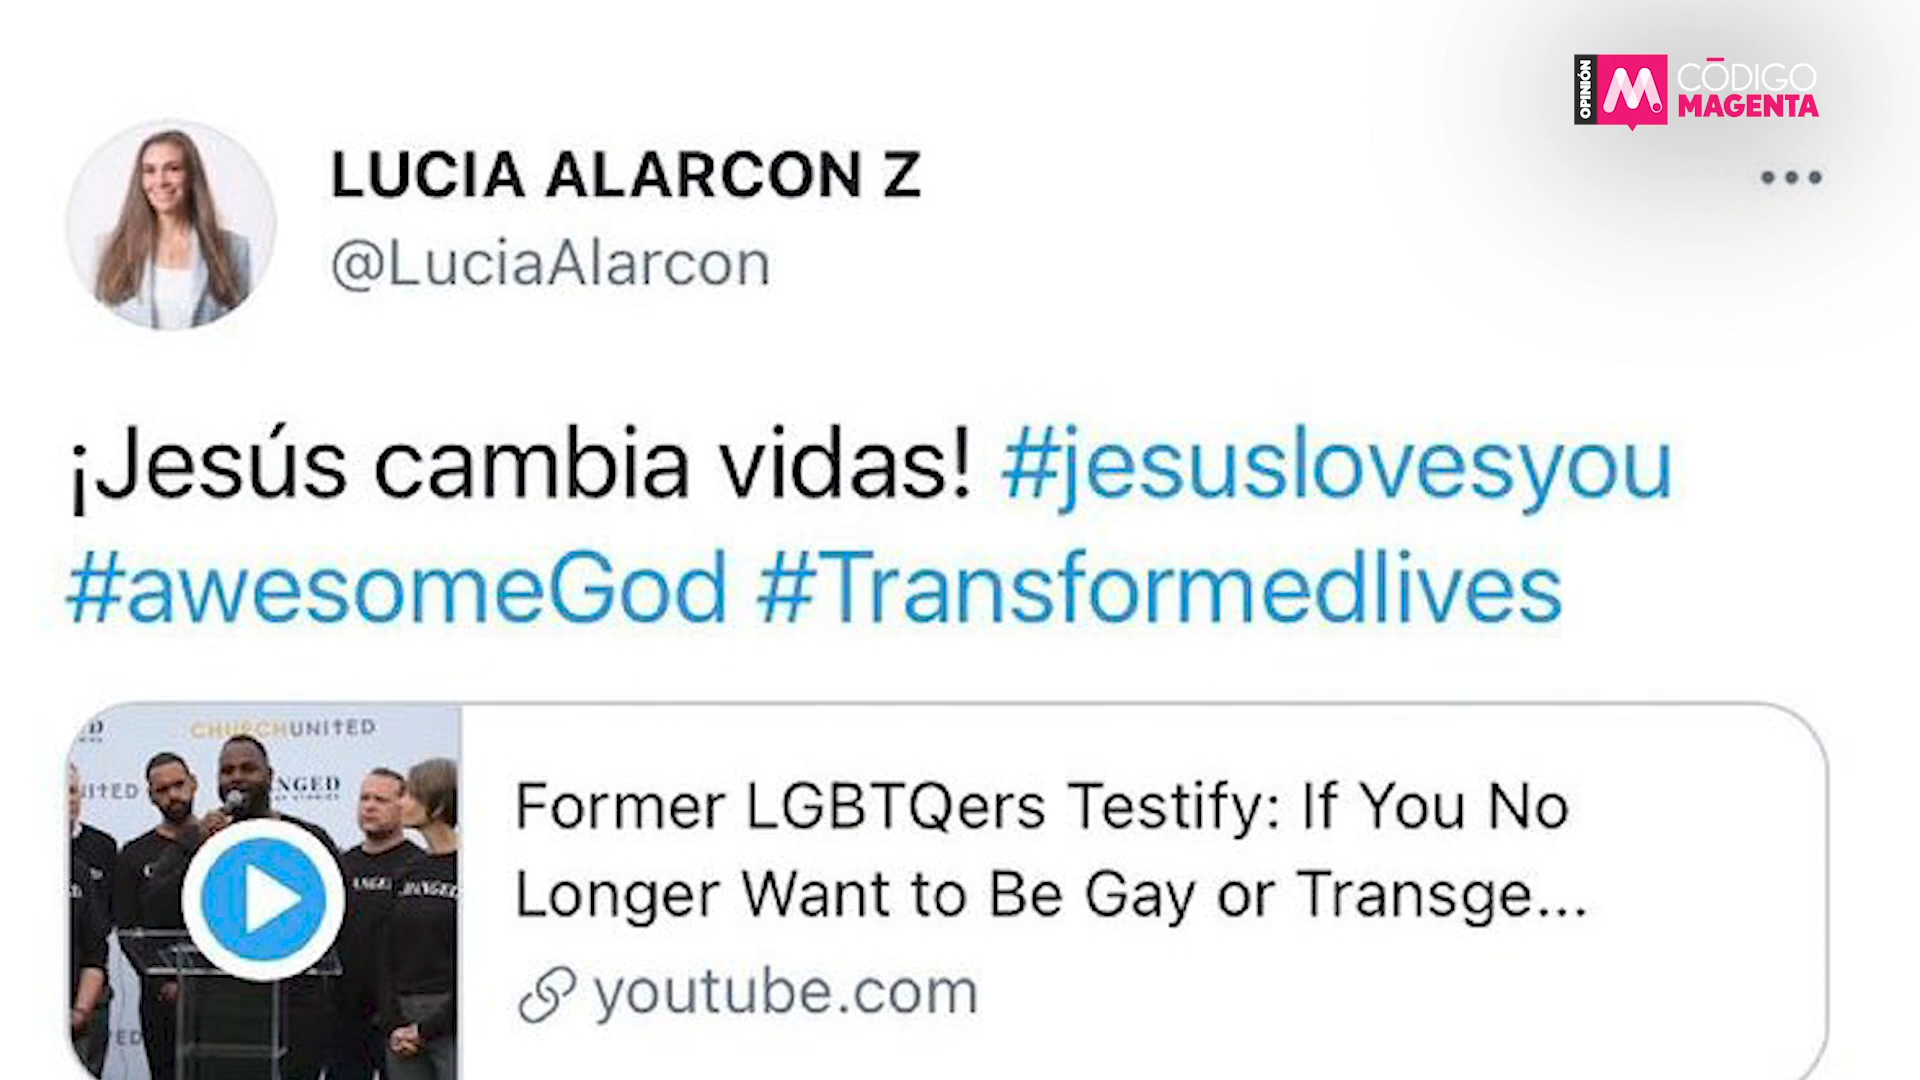 OPINIÓN
M.
CÓDIGO
MAGENTA
LUCIA ALARCON Z
@LuciaAlarcon
¡Jesús cambia vidas! #jesuslovesyou
#awesomeGod #Transformedlives
CHURCHUNITED
Former LGBTQers Testify: If You No
Longer Want to Be Gay or Transge...
youtube.com